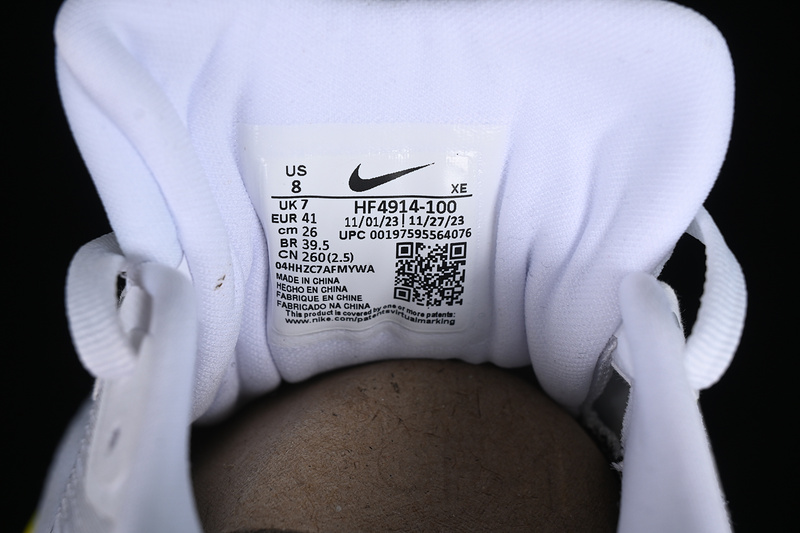 US
8
XE
UK 7
HF4914-100
EUR 41
11/01/23 | 11/27/23
cm 26
UPC 00197595564076
BR 39.5
CN 260(2.5)
04HHZC7AFMYWA
MADE IN CHINA
HECHO EN CHINA
FABRIQUE EN CHINE
FABRICADO NA CHINA
This product is covered by one or more patents:
www.nike.com/patentsvirtualmarking